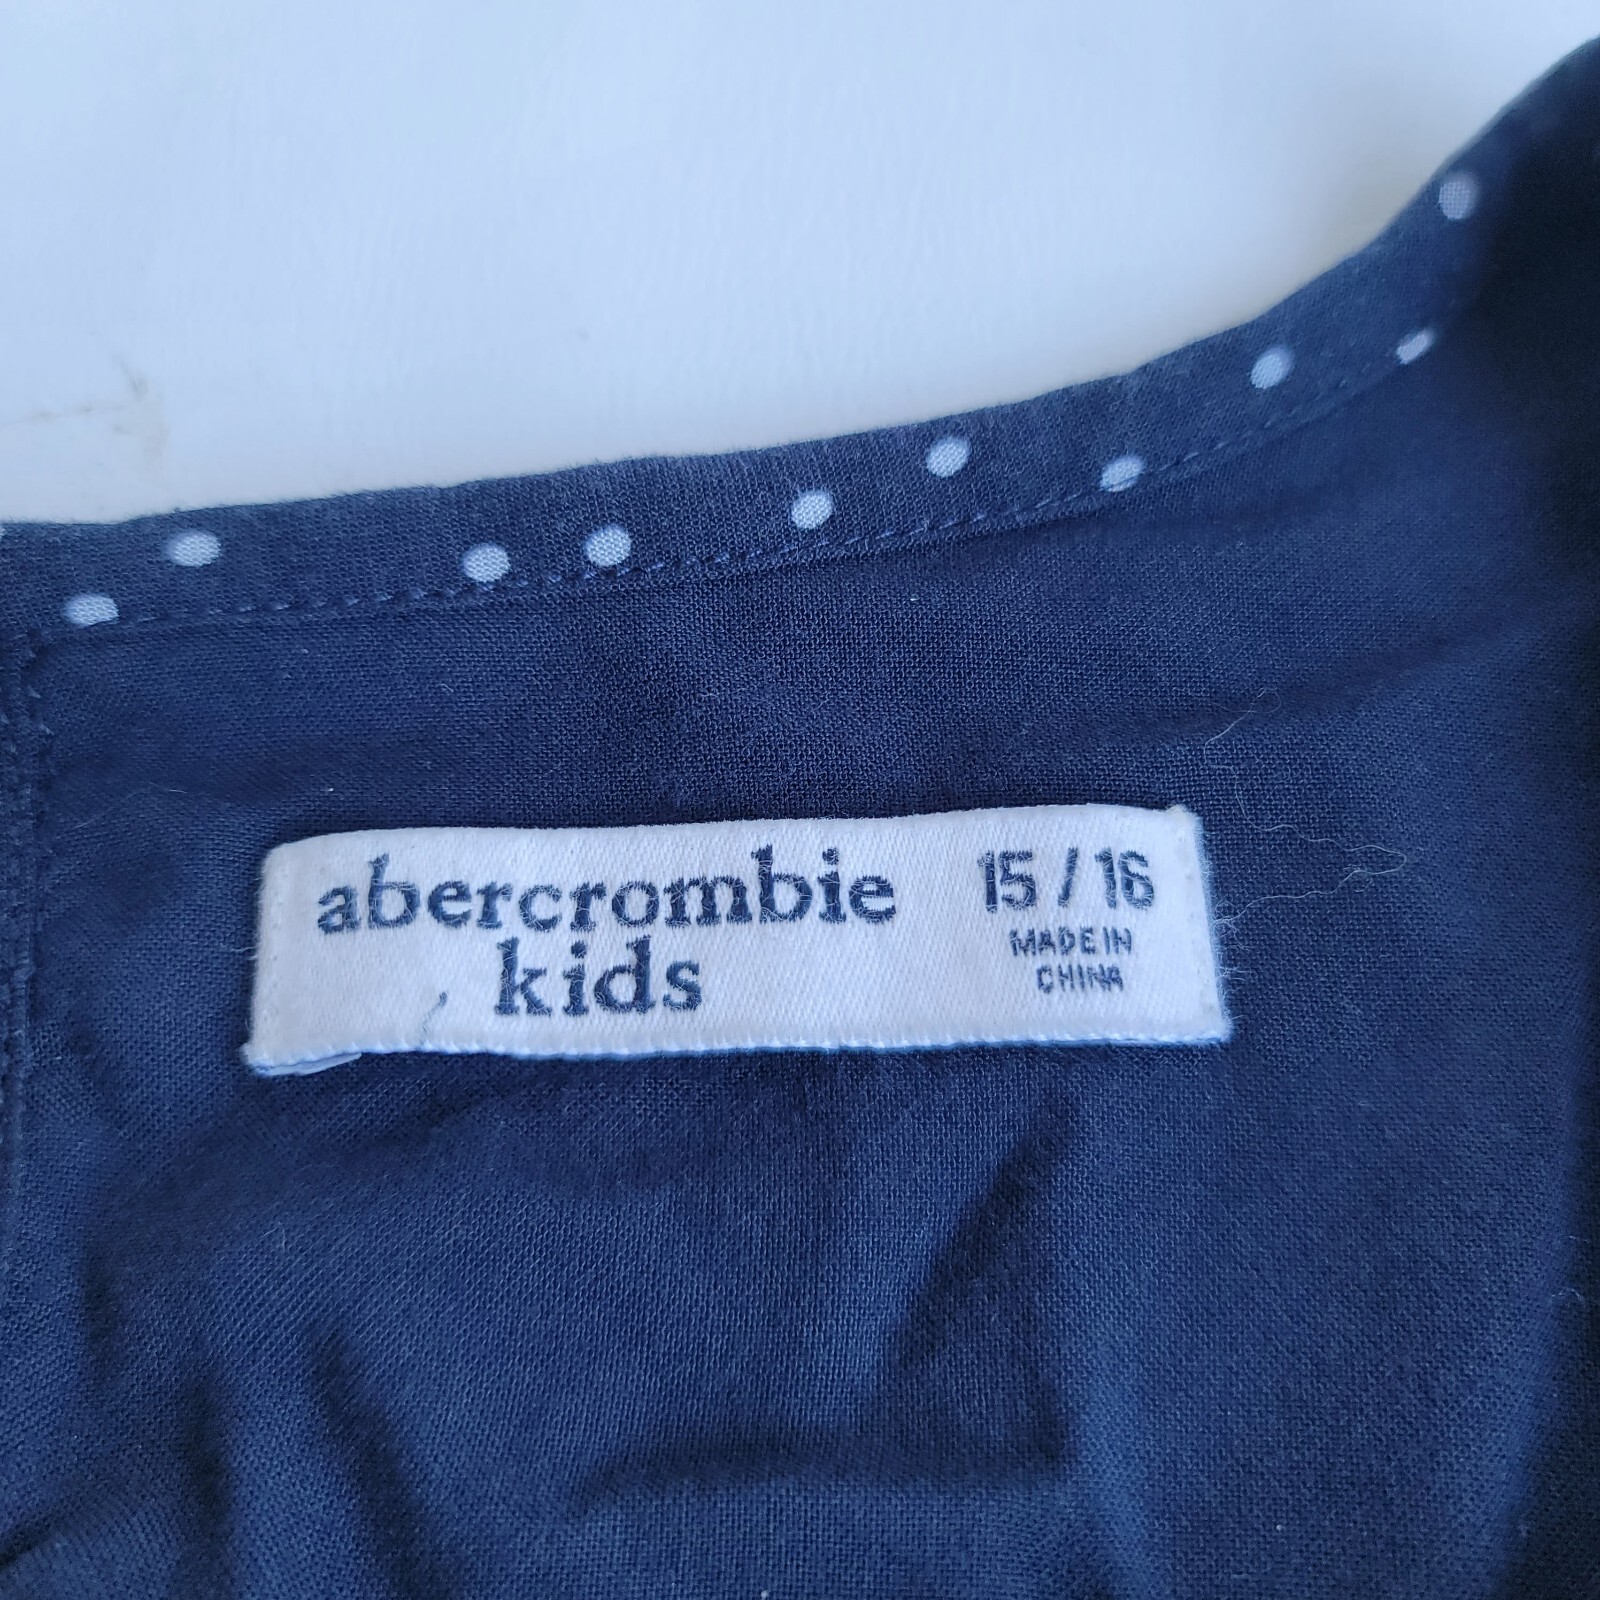 abercrombie
kids
15/16
MADE IN
CHINA